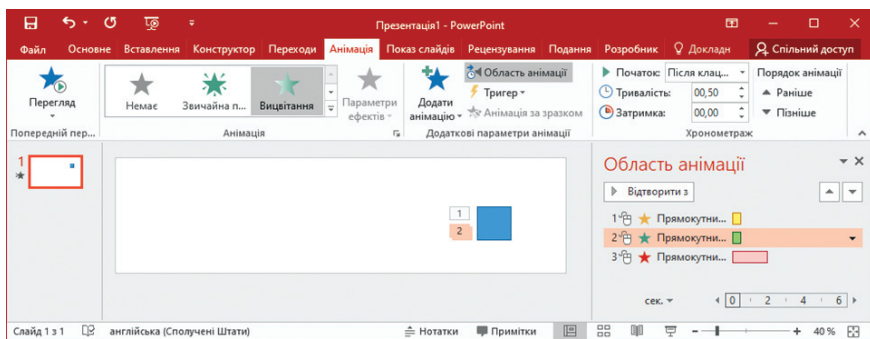 Презентація1 - PowerPoint
Файл Основне Вставлення Конструктор Переходи Анімація Показ слайдів Рецензування Подання Розробник Докладн Спільний доступ
Перегляд
Немає Звичайна п... Вицвітання
Параметри ефектів
Додати анімацію
Область анімації
Тригер
Анімація за зразком
Початок: Після клац...
Тривалість: 00,50
Затримка: 00,00
Порядок анімації
Раніше
Пізніше
Попередній пер... Анімація Додаткові параметри анімації Хронометраж
1
1
2
Область анімації
Відтворити з
1 Прямокутни...
2 Прямокутни...
3 Прямокутни...
сек. 0 2 4 6
Слайд 1 з 1 англійська (Сполучені Штати) Нотатки Примітки 40 %